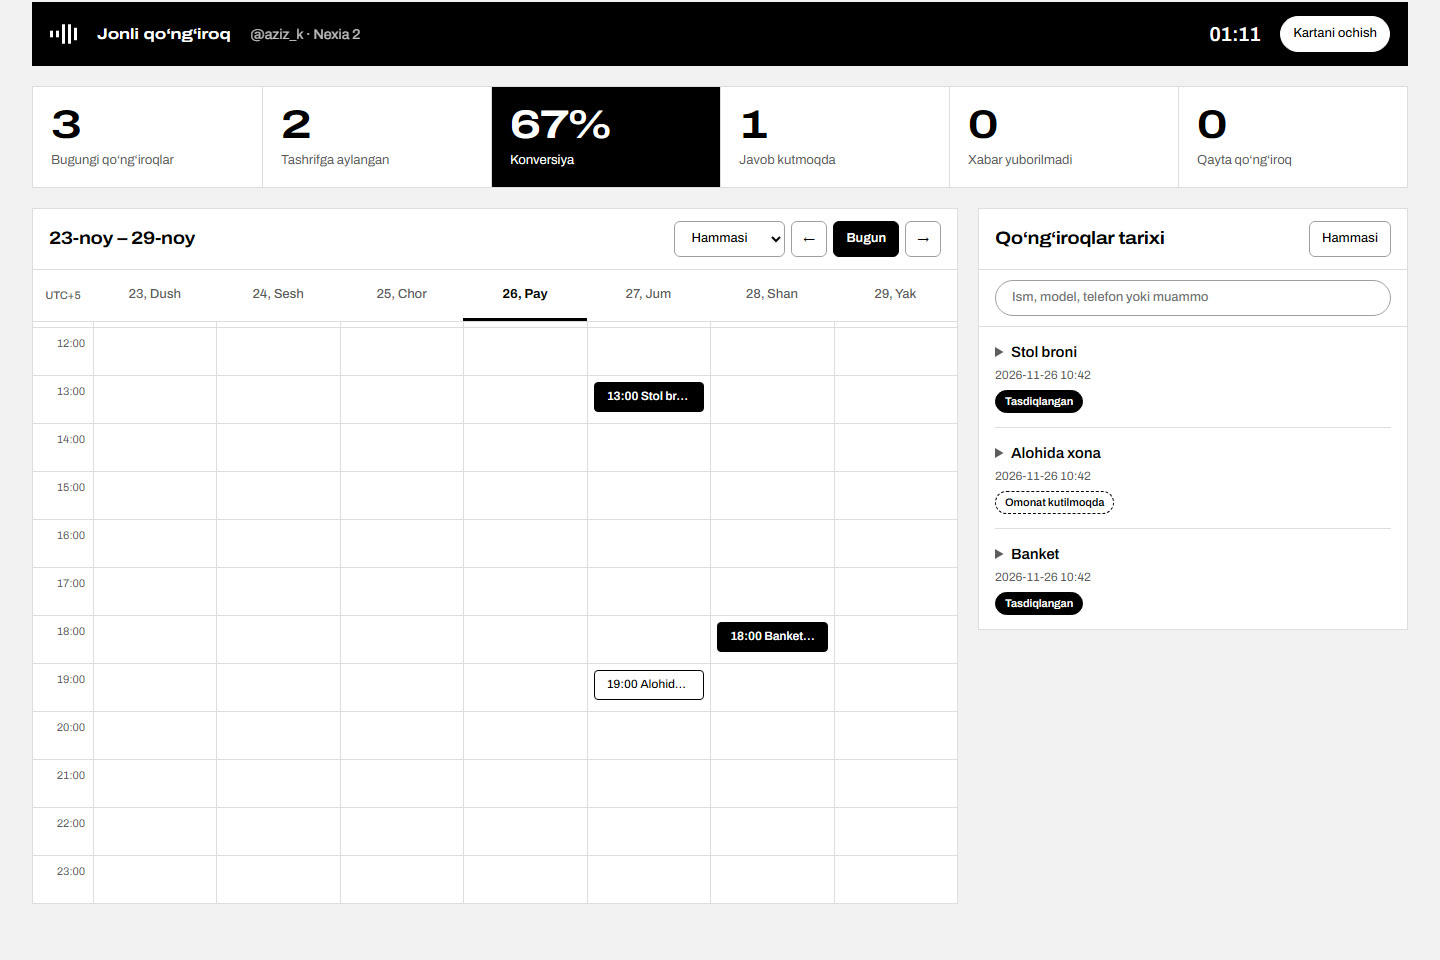 Jonli qo‘ng‘iroq @aziz_k · Nexia 2 01:11 Kartani ochish
3 2 67% 1 0 0
Bugungi qo‘ng‘iroqlar Tashrifga aylangan Konversiya Javob kutmoqda Xabar yuborilmadi Qayta qo‘ng‘iroq
23-noy – 29-noy Hammasi ← Bugun →
UTC+5 23, Dush 24, Sesh 25, Chor 26, Pay 27, Jum 28, Shan 29, Yak
12:00
13:00 13:00 Stol br…
14:00
15:00
16:00
17:00
18:00 18:00 Banket…
19:00 19:00 Alohid…
20:00
21:00
22:00
23:00
Qo‘ng‘iroqlar tarixi Hammasi
Ism, model, telefon yoki muammo
Stol broni
2026-11-26 10:42
Tasdiqlangan
Alohida xona
2026-11-26 10:42
Omonat kutilmoqda
Banket
2026-11-26 10:42
Tasdiqlangan